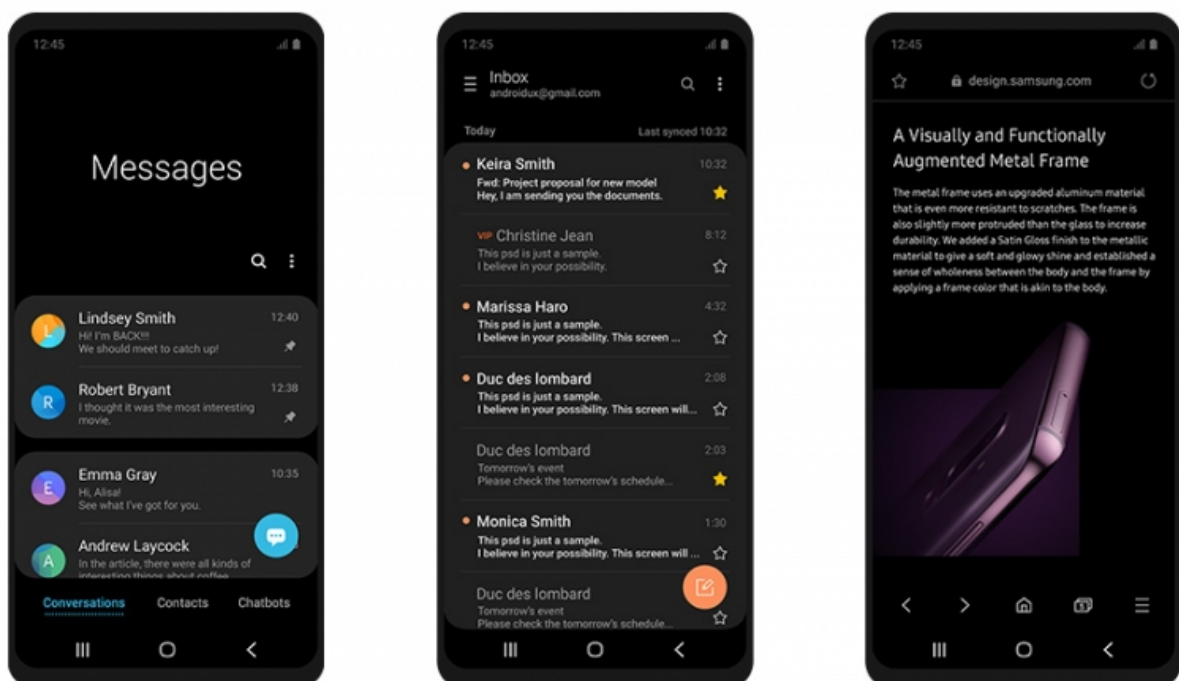 12:45
Messages
Lindsey Smith 12:40
Hi! I'm BACK!!!
We should meet to catch up!
Robert Bryant 12:38
I thought it was the most interesting
movie.
Emma Gray 10:35
Hi, Alisa!
See what I've got for you.
Andrew Laycock
In the article, there were all kinds of
interesting things about coffee
Conversations Contacts Chatbots
12:45
Inbox
androidux@gmail.com
Today Last synced 10:32
Keira Smith 10:32
Fwd: Project proposal for new model
Hey, I am sending you the documents.
VIP Christine Jean 8:12
This psd is just a sample.
I believe in your possibility.
Marissa Haro 4:32
This psd is just a sample.
I believe in your possibility. This screen ...
Duc des lombard 2:08
This psd is just a sample.
I believe in your possibility. This screen will...
Duc des lombard 2:03
Tomorrow's event
Please check the tomorrow's schedule...
Monica Smith 1:30
This psd is just a sample.
I believe in your possibility. This screen will ...
Duc des lombard
Tomorrow's event
Please check the tomorrow's schedule...
12:45
design.samsung.com
A Visually and Functionally
Augmented Metal Frame
The metal frame uses an upgraded aluminum material
that is even more resistant to scratches. The frame is
also slightly more protruded than the glass to increase
durability. We added a Satin Gloss finish to the metallic
material to give a soft and glowy shine and established a
sense of wholeness between the body and the frame by
applying a frame color that is akin to the body.